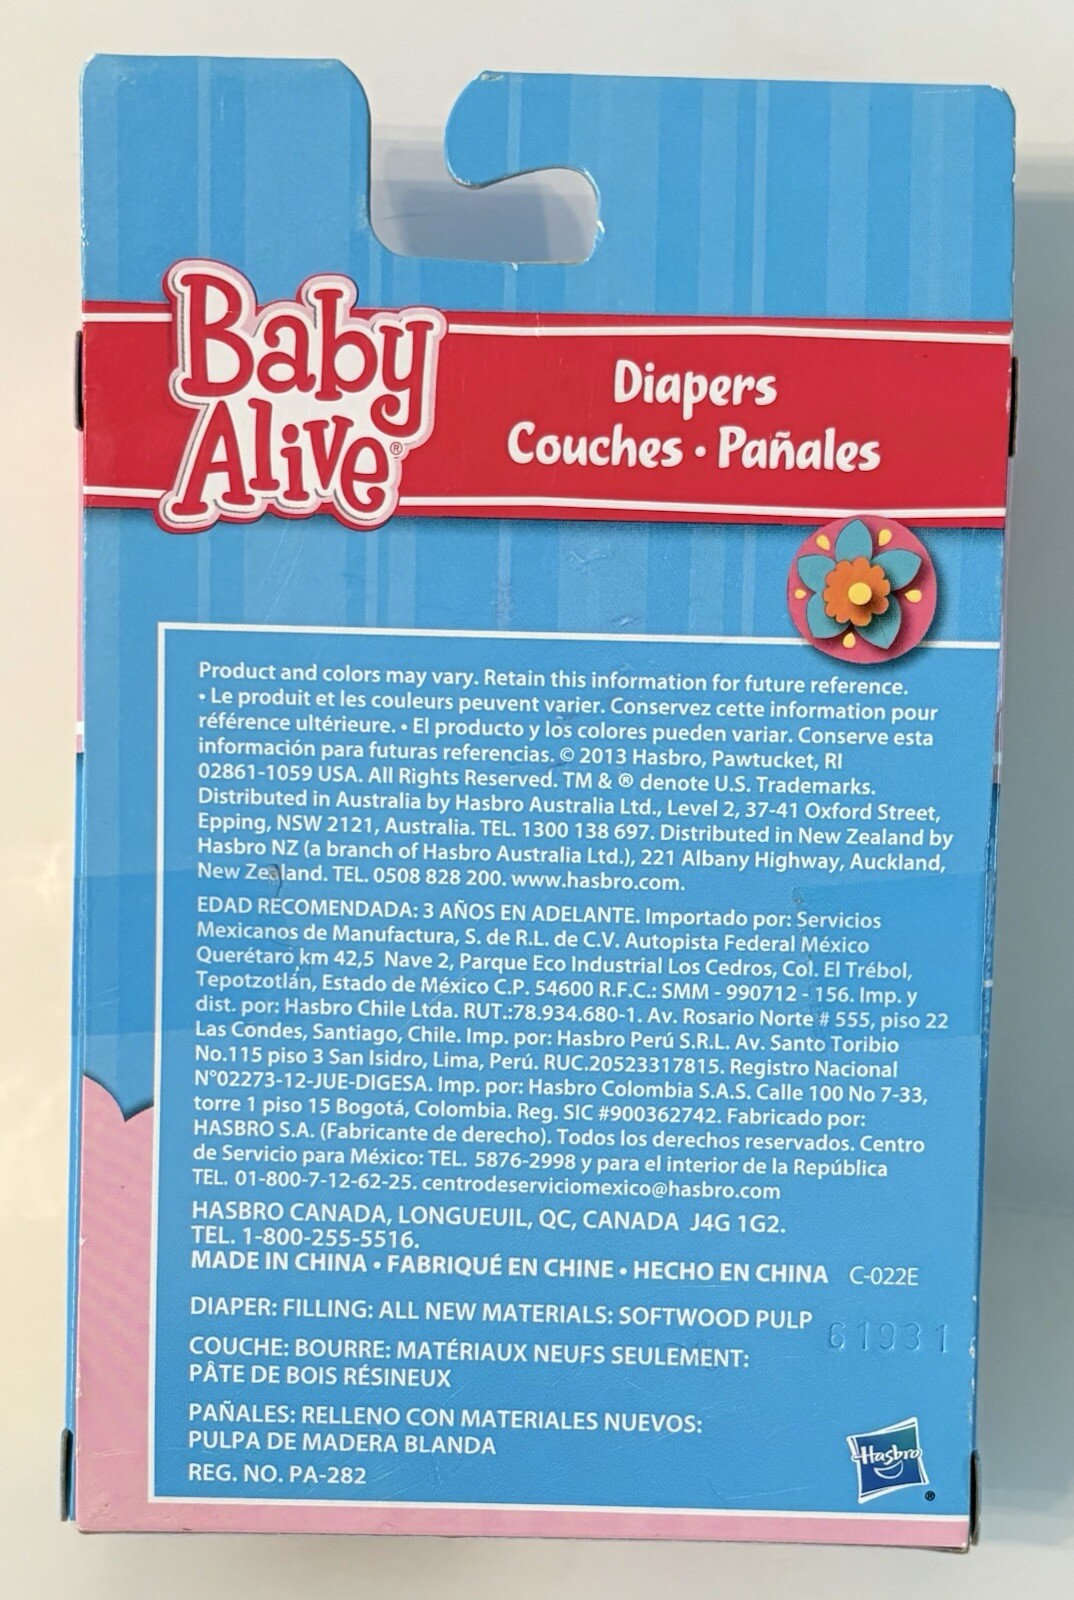 Baby
Alive®
Diapers
Couches • Pañales
Product and colors may vary. Retain this information for future reference.
• Le produit et les couleurs peuvent varier. Conservez cette information pour
référence ultérieure. • El producto y los colores pueden variar. Conserve esta
información para futuras referencias. © 2013 Hasbro, Pawtucket, RI
02861-1059 USA. All Rights Reserved. TM & ® denote U.S. Trademarks.
Distributed in Australia by Hasbro Australia Ltd., Level 2, 37-41 Oxford Street,
Epping, NSW 2121, Australia. TEL. 1300 138 697. Distributed in New Zealand by
Hasbro NZ (a branch of Hasbro Australia Ltd.), 221 Albany Highway, Auckland,
New Zealand. TEL. 0508 828 200. www.hasbro.com.
EDAD RECOMENDADA: 3 AÑOS EN ADELANTE. Importado por: Servicios
Mexicanos de Manufactura, S. de R.L. de C.V. Autopista Federal México
Querétaro km 42,5 Nave 2, Parque Eco Industrial Los Cedros, Col. El Trébol,
Tepotzotlán, Estado de México C.P. 54600 R.F.C.: SMM - 990712 - 156. Imp. y
dist. por: Hasbro Chile Ltda. RUT.:78.934.680-1. Av. Rosario Norte # 555, piso 22
Las Condes, Santiago, Chile. Imp. por: Hasbro Perú S.R.L. Av. Santo Toribio
No.115 piso 3 San Isidro, Lima, Perú. RUC.20523317815. Registro Nacional
N°02273-12-JUE-DIGESA. Imp. por: Hasbro Colombia S.A.S. Calle 100 No 7-33,
torre 1 piso 15 Bogotá, Colombia. Reg. SIC #900362742. Fabricado por:
HASBRO S.A. (Fabricante de derecho). Todos los derechos reservados. Centro
de Servicio para México: TEL. 5876-2998 y para el interior de la República
TEL. 01-800-7-12-62-25. centrodeserviciomexico@hasbro.com
HASBRO CANADA, LONGUEUIL, QC, CANADA J4G 1G2.
TEL. 1-800-255-5516.
MADE IN CHINA • FABRIQUÉ EN CHINE • HECHO EN CHINA C-022E
DIAPER: FILLING: ALL NEW MATERIALS: SOFTWOOD PULP
61931
COUCHE: BOURRE: MATÉRIAUX NEUFS SEULEMENT:
PÂTE DE BOIS RÉSINEUX
PAÑALES: RELLENO CON MATERIALES NUEVOS:
PULPA DE MADERA BLANDA
REG. NO. PA-282
Hasbro
®